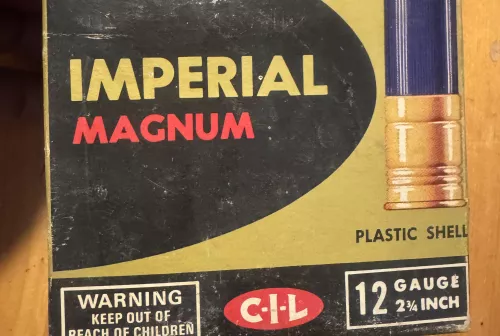 IMPERIAL
MAGNUM
PLASTIC SHELL
WARNING
KEEP OUT OF
REACH OF CHILDREN
C-I-L
12 GAUGE
2¾ INCH